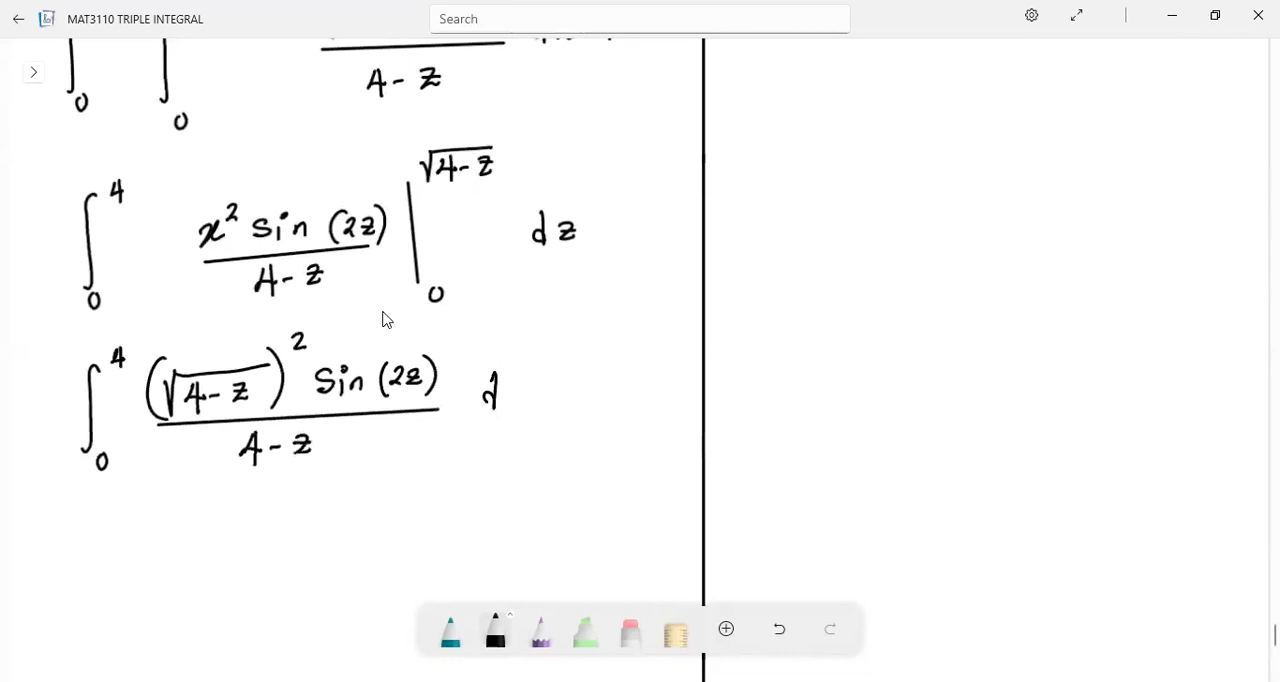 MAT3110 TRIPLE INTEGRAL
Search
∫₀ ∫₀ / 4 - z
∫₀⁴ x² sin (2z) / 4 - z |₀^√(4 - z) dz
∫₀⁴ (√(4 - z))² sin (2z) / 4 - z d